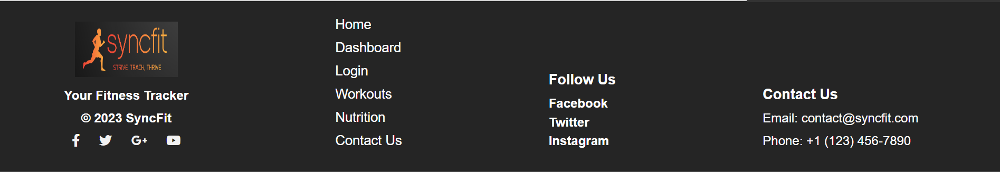 syncfit
STRIVE, TRACK, THRIVE
Your Fitness Tracker
© 2023 SyncFit
Home
Dashboard
Login
Workouts
Nutrition
Contact Us
Follow Us
Facebook
Twitter
Instagram
Contact Us
Email: contact@syncfit.com
Phone: +1 (123) 456-7890